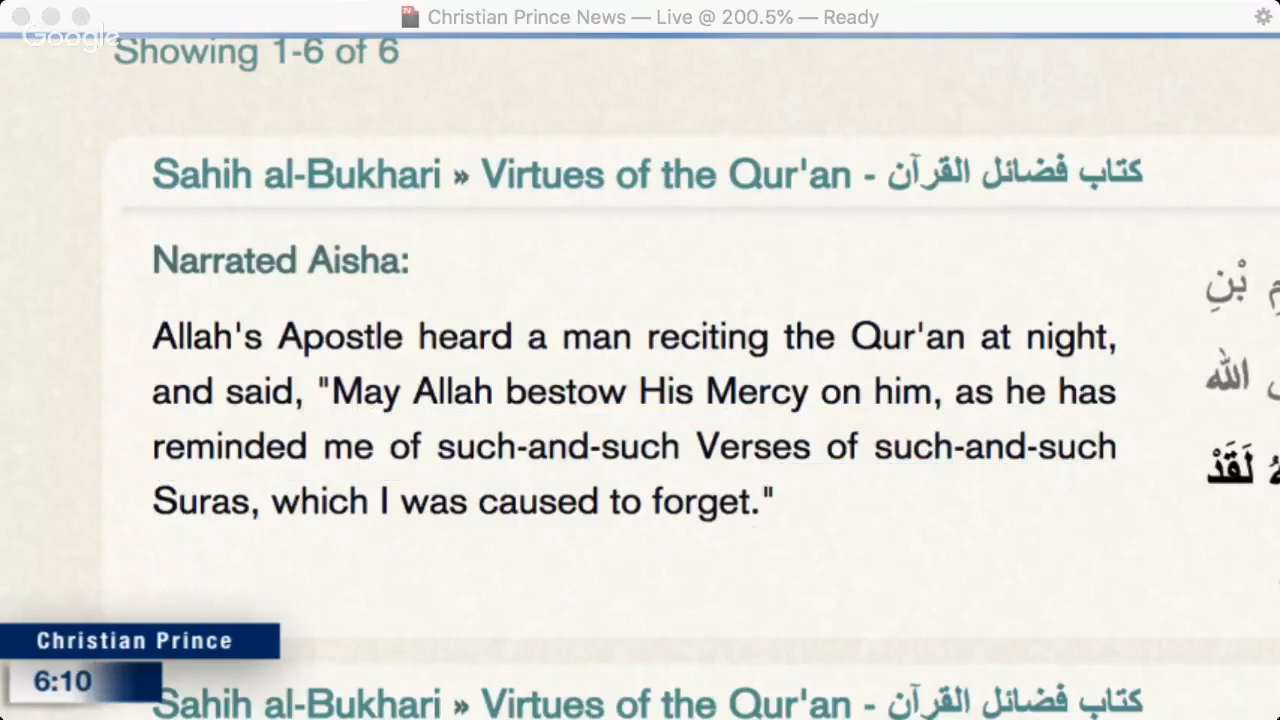 Christian Prince News — Live @ 200.5% — Ready
Google
Showing 1-6 of 6
Sahih al-Bukhari » Virtues of the Qur'an - كتاب فضائل القرآن
Narrated Aisha:
بْنِ
Allah's Apostle heard a man reciting the Qur'an at night,
and said, "May Allah bestow His Mercy on him, as he has
الله
reminded me of such-and-such Verses of such-and-such
لَقَدْ
Suras, which I was caused to forget."
Christian Prince
6:10
Sahih al-Bukhari » Virtues of the Qur'an - كتاب فضائل القرآن